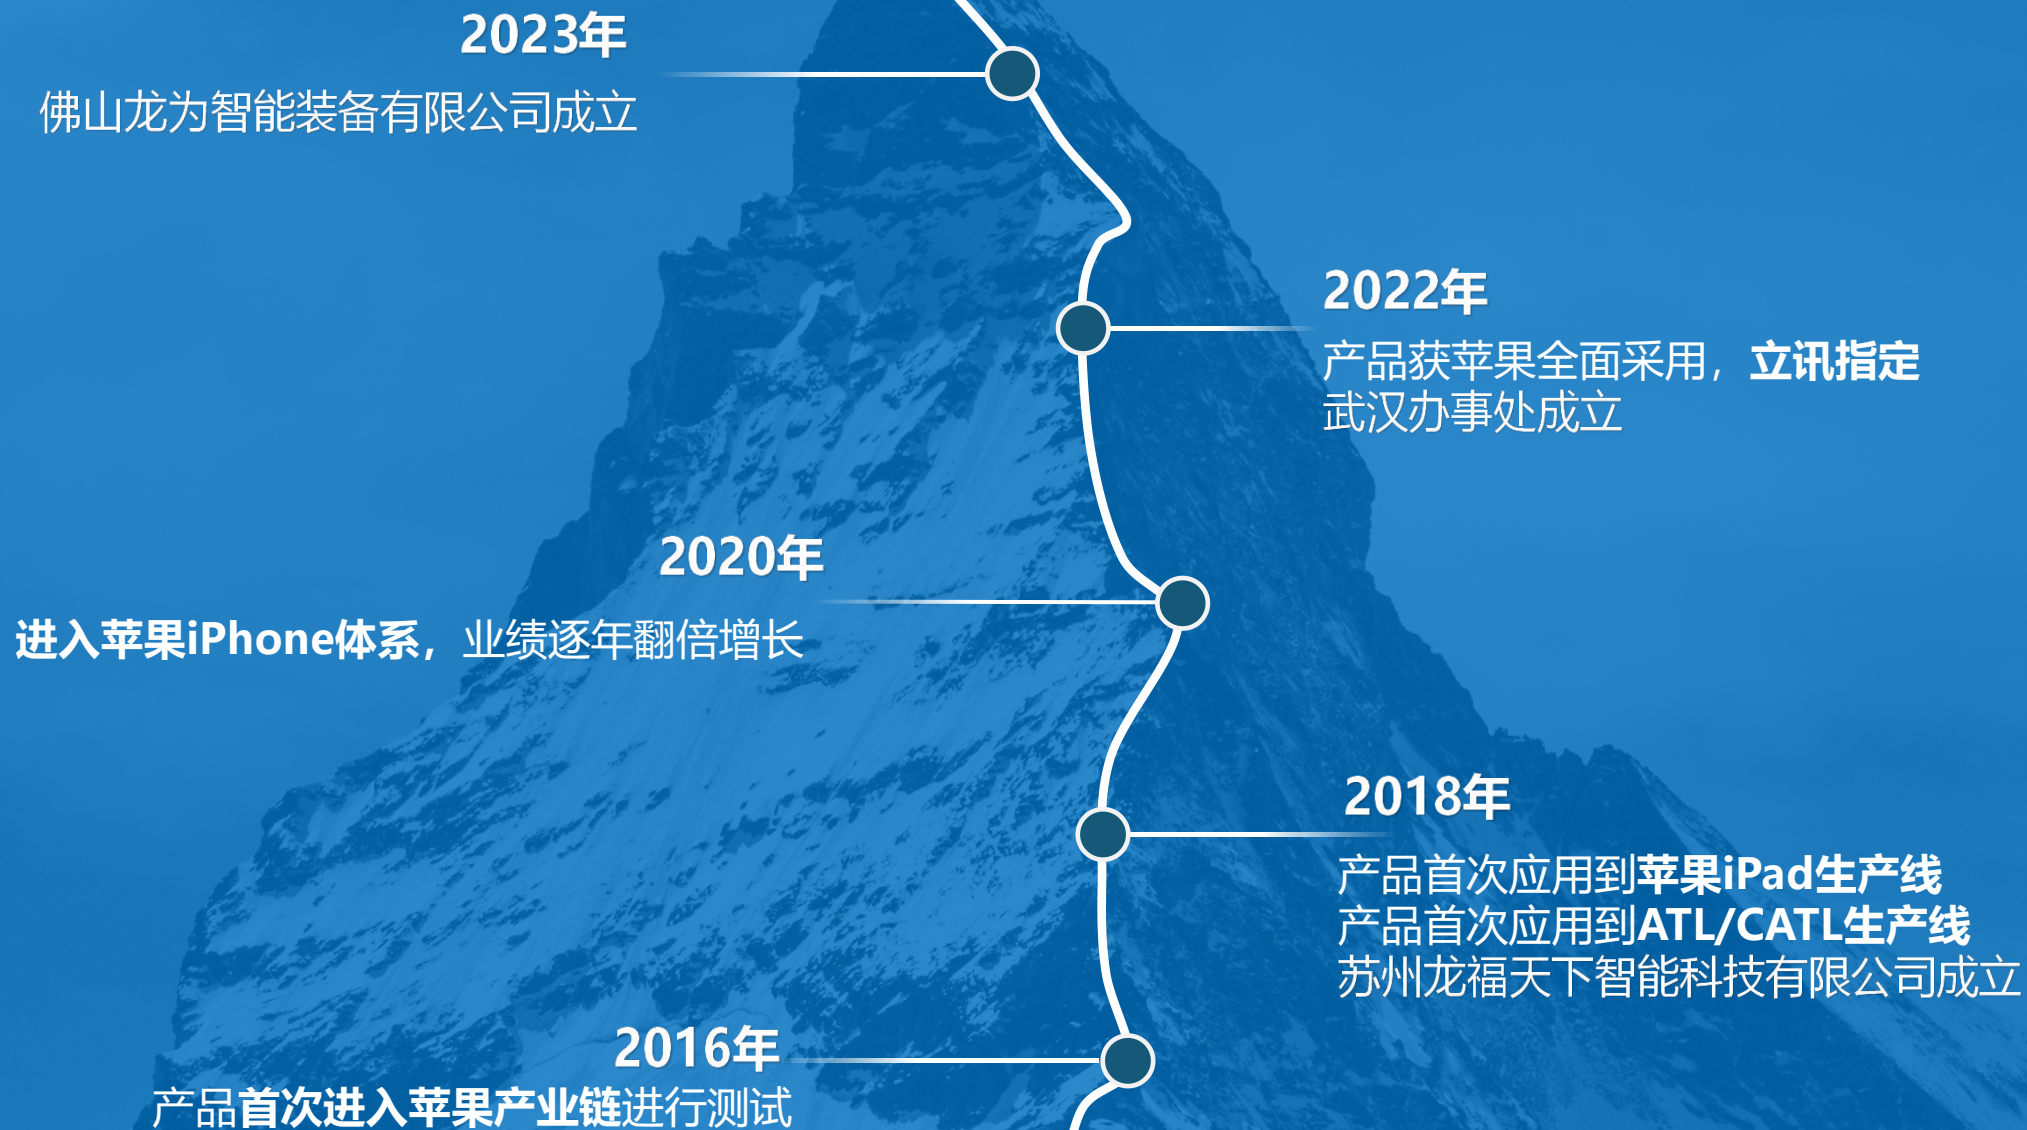 2023年
佛山龙为智能装备有限公司成立
2022年
产品获苹果全面采用，立讯指定
武汉办事处成立
2020年
进入苹果iPhone体系，业绩逐年翻倍增长
2018年
产品首次应用到苹果iPad生产线
产品首次应用到ATL/CATL生产线
苏州龙福天下智能科技有限公司成立
2016年
产品首次进入苹果产业链进行测试